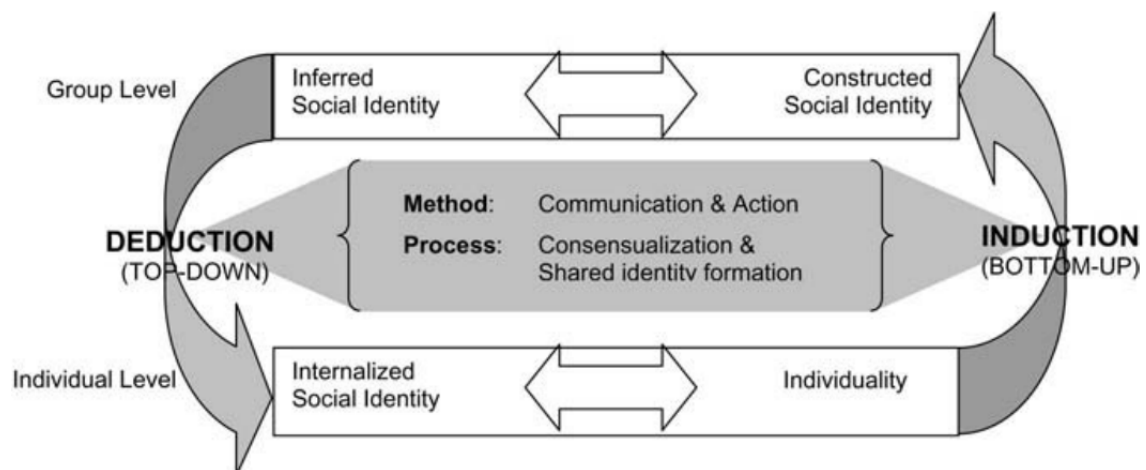 Group Level
Inferred
Social Identity
Constructed
Social Identity
Method: Communication & Action
Process: Consensualization &
Shared identity formation
DEDUCTION
(TOP-DOWN)
INDUCTION
(BOTTOM-UP)
Individual Level
Internalized
Social Identity
Individuality